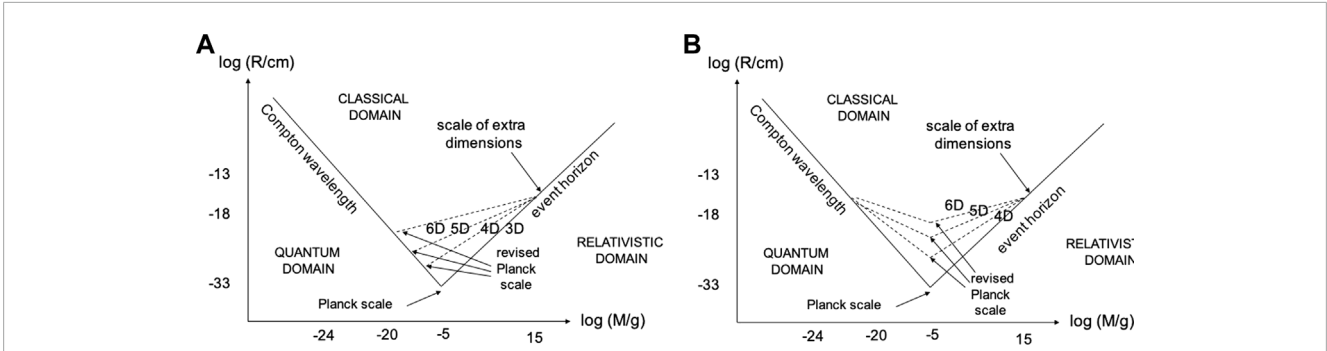 A
log (R/cm)
CLASSICAL
DOMAIN
scale of extra
dimensions
Compton wavelength
event horizon
-13
-18
-33
6D 5D 4D 3D
QUANTUM
DOMAIN
revised
Planck
scale
RELATIVISTIC
DOMAIN
Planck scale
log (M/g)
-24 -20 -5 15
B
log (R/cm)
CLASSICAL
DOMAIN
scale of extra
dimensions
Compton wavelength
event horizon
-13
-18
-33
6D 5D 4D
QUANTUM
DOMAIN
revised
Planck
scale
RELATIVIS
DOMAIN
Planck scale
log (M/g)
-24 -20 -5 15